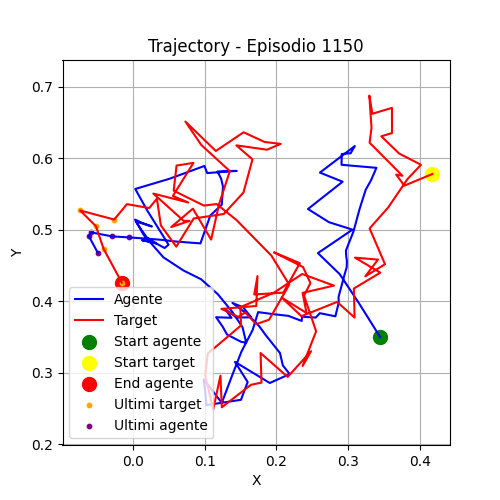 Trajectory - Episodio 1150
Y
0.7
0.6
0.5
0.4
0.3
0.2
Agente
Target
Start agente
Start target
End agente
Ultimi target
Ultimi agente
0.0 0.1 0.2 0.3 0.4
X